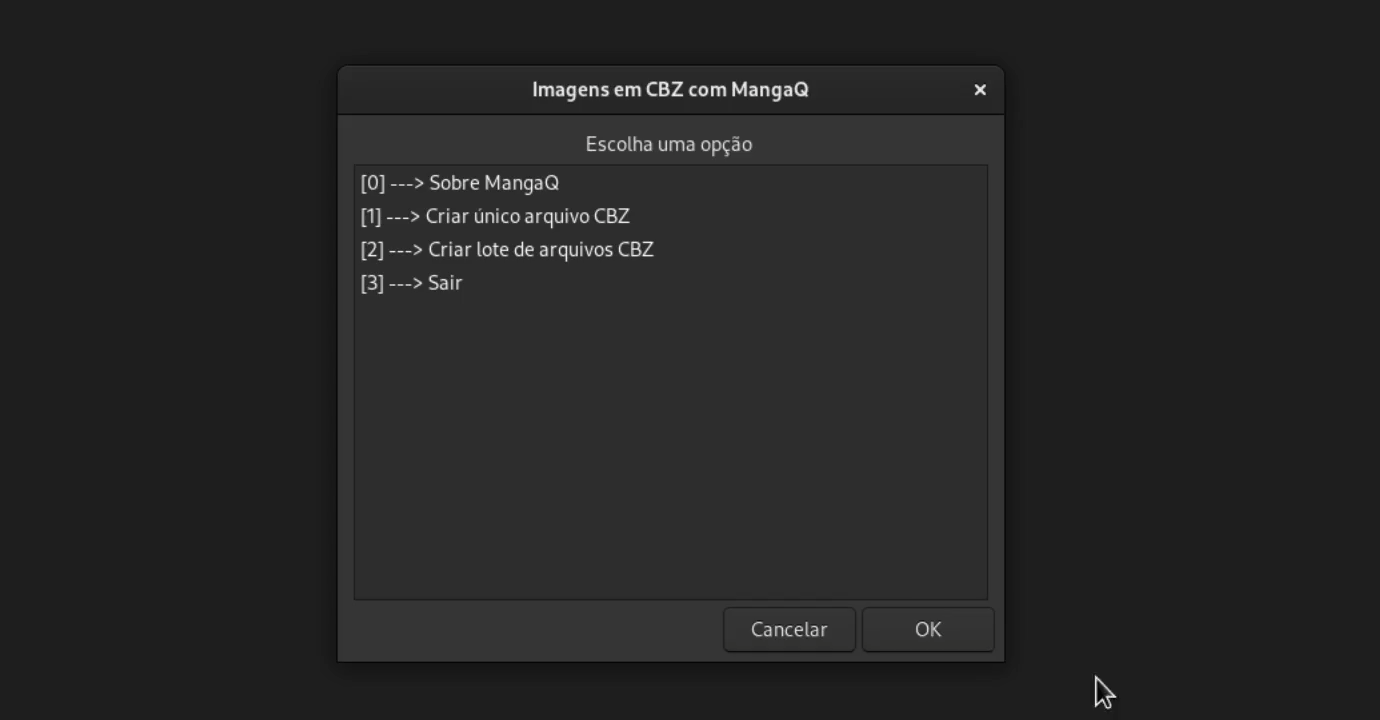 Imagens em CBZ com MangaQ
×
Escolha uma opção
[0] ---> Sobre MangaQ
[1] ---> Criar único arquivo CBZ
[2] ---> Criar lote de arquivos CBZ
[3] ---> Sair
Cancelar
OK